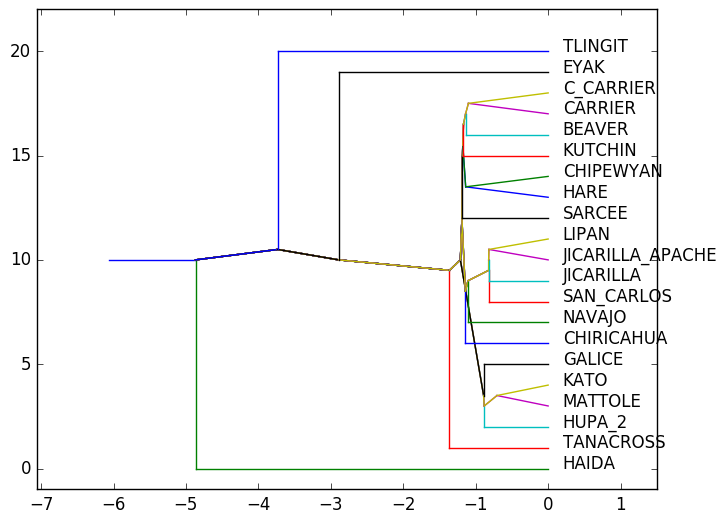 20
15
10
5
0
TLINGIT
EYAK
C_CARRIER
CARRIER
BEAVER
KUTCHIN
CHIPEWYAN
HARE
SARCEE
LIPAN
JICARILLA_APACHE
JICARILLA
SAN_CARLOS
NAVAJO
CHIRICAHUA
GALICE
KATO
MATTOLE
HUPA_2
TANACROSS
HAIDA
−7 −6 −5 −4 −3 −2 −1 0 1